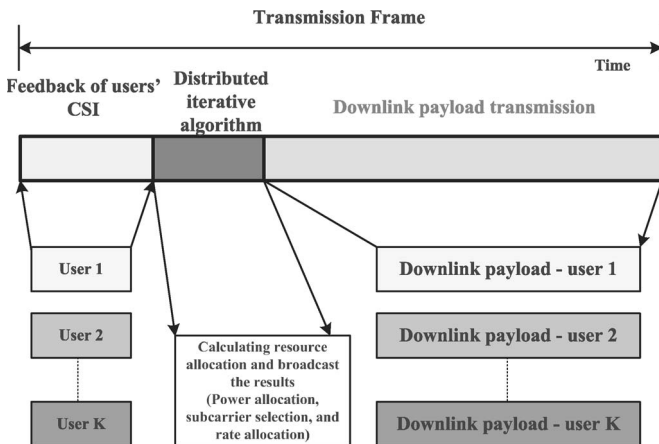 Transmission Frame
Time
Feedback of users'
CSI
Distributed
iterative
algorithm
Downlink payload transmission
User 1
User 2
User K
Calculating resource
allocation and broadcast
the results
(Power allocation,
subcarrier selection, and
rate allocation)
Downlink payload - user 1
Downlink payload - user 2
Downlink payload - user K